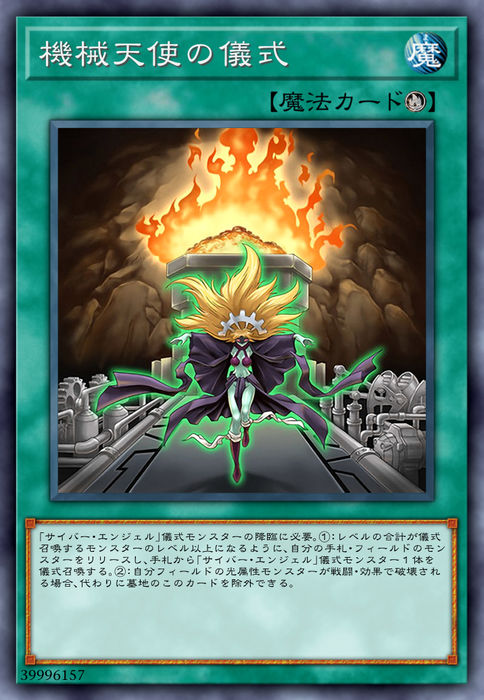 機械天使の儀式
魔
【魔法カード】
「サイバー・エンジェル」儀式モンスターの降臨に必要。①：レベルの合計が儀式
召喚するモンスターのレベル以上になるように、自分の手札・フィールドのモン
スターをリリースし、手札から「サイバー・エンジェル」儀式モンスター１体を
儀式召喚する。②：自分フィールドの光属性モンスターが戦闘・効果で破壊され
る場合、代わりに墓地のこのカードを除外できる。
39996157